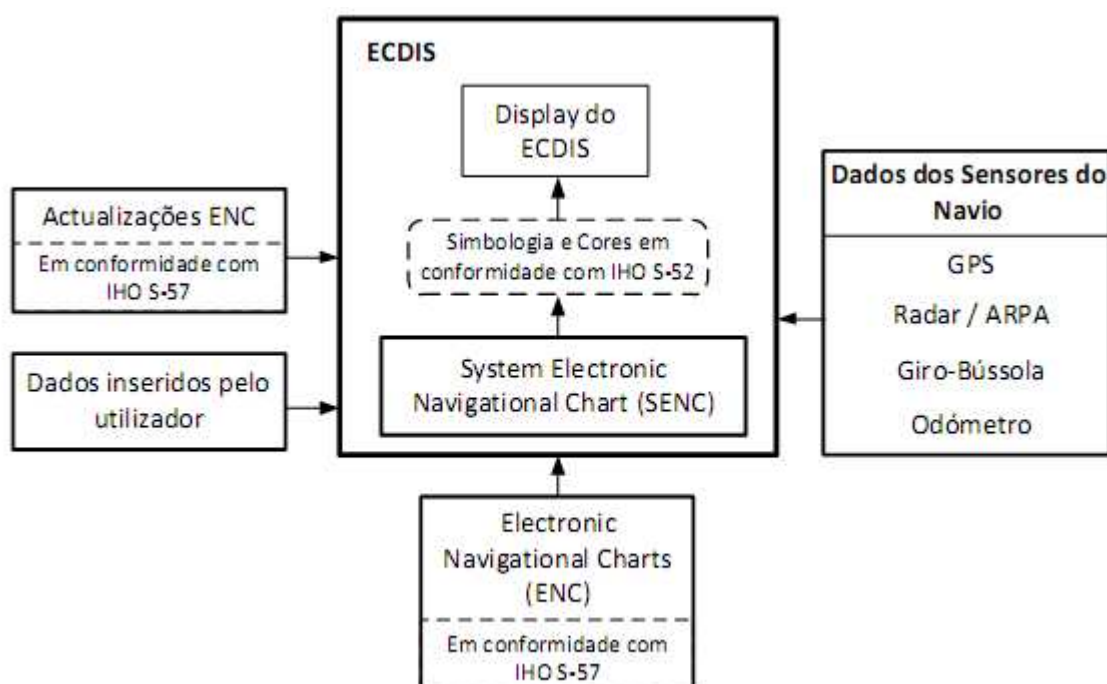 ECDIS
Display do
ECDIS
Simbologia e Cores em
conformidade com IHO S-52
System Electronic
Navigational Chart (SENC)
Actualizações ENC
Em conformidade com
IHO S-57
Dados inseridos pelo
utilizador
Dados dos Sensores do
Navio
GPS
Radar / ARPA
Giro-Bússola
Odómetro
Electronic
Navigational Charts
(ENC)
Em conformidade com
IHO S-57